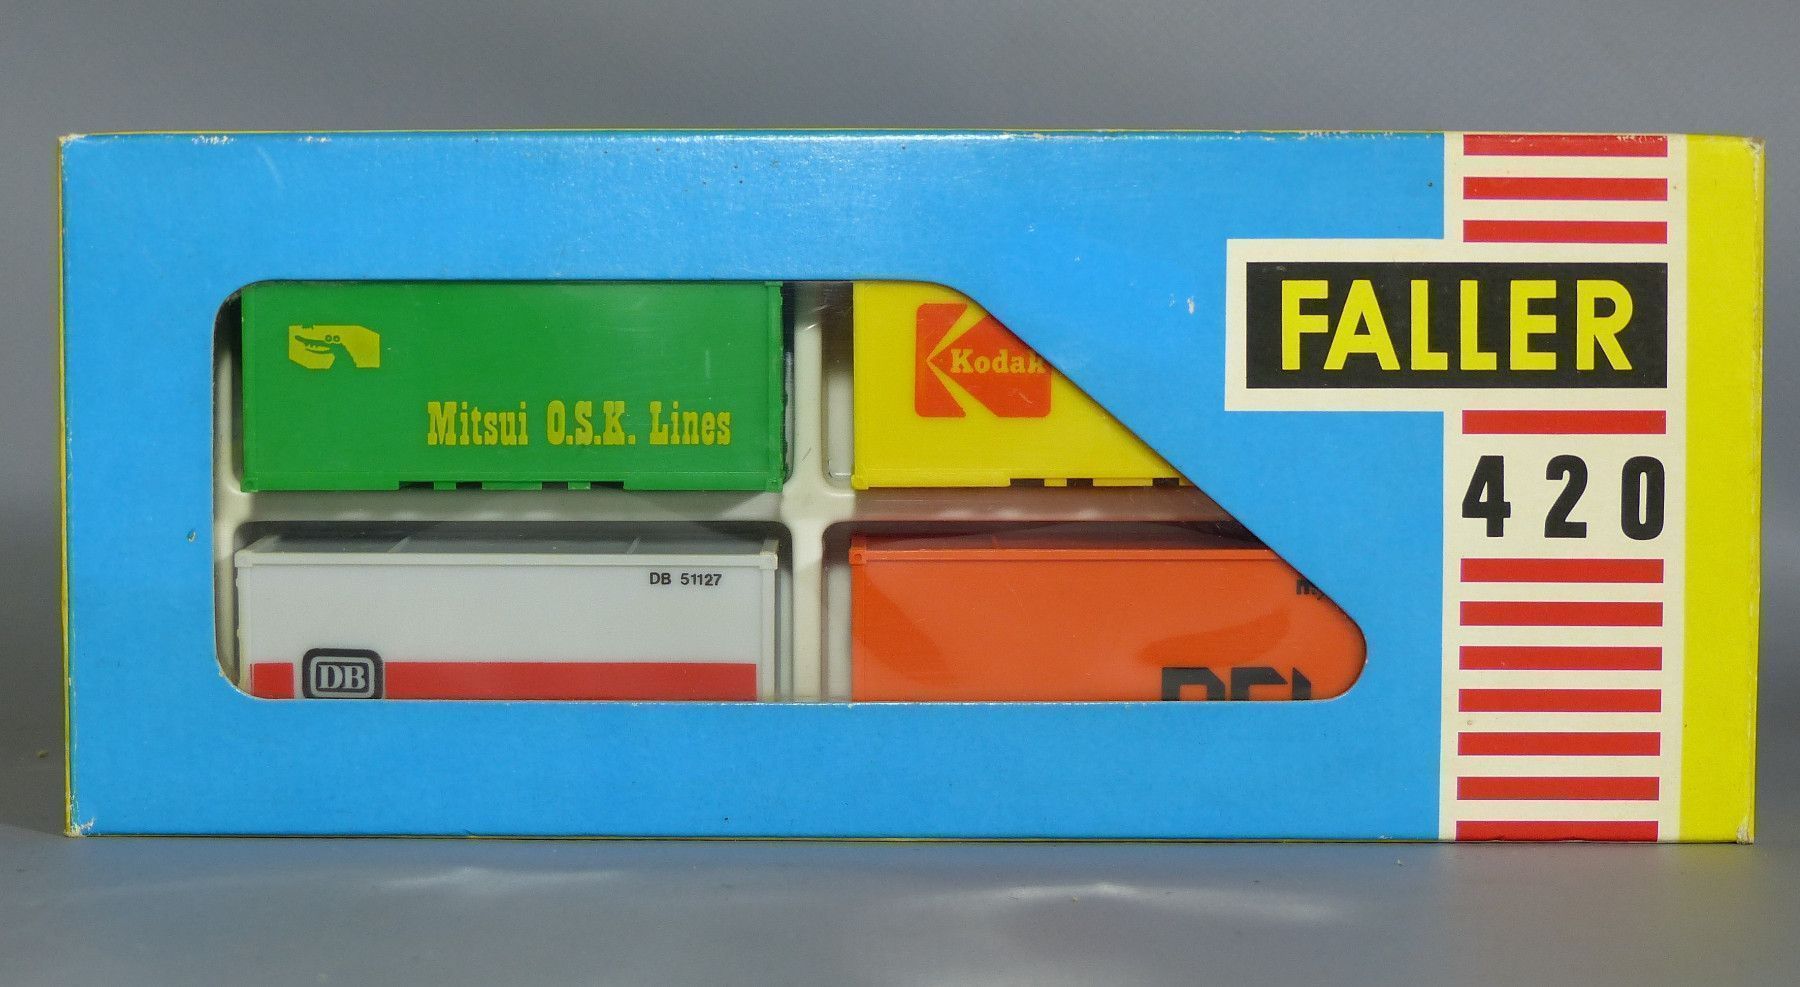 FALLER
420
Mitsui O.S.K. Lines
Kodak
DB 51127
DB